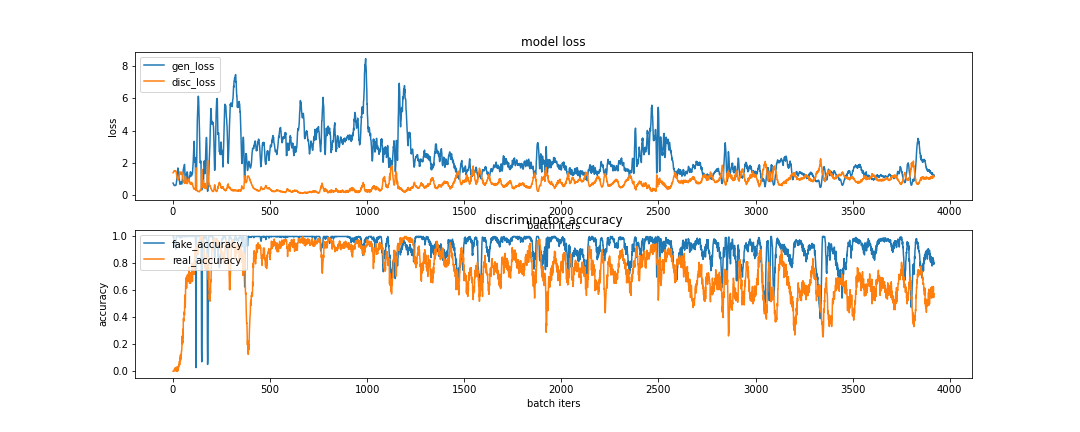 model loss
gen_loss
disc_loss
8
6
4
2
0
loss
0
500
1000
1500
2000
2500
3000
3500
4000
batch iters
discriminator accuracy
fake_accuracy
real_accuracy
1.0
0.8
0.6
0.4
0.2
0.0
accuracy
0
500
1000
1500
2000
2500
3000
3500
4000
batch iters